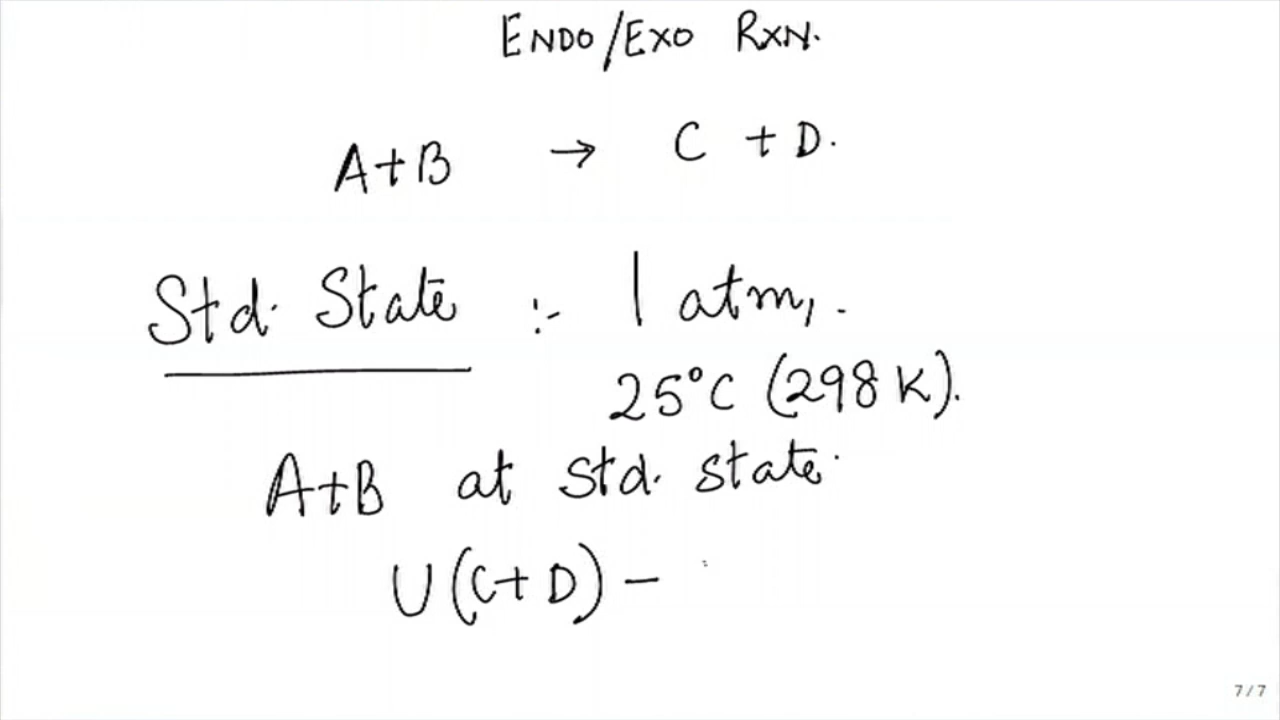 ENDO/EXO RXN.
A+B → C + D.
Std. State :- 1 atm, .
25°C (298 K).
A+B at std. state.
U(C+D) –
7/7